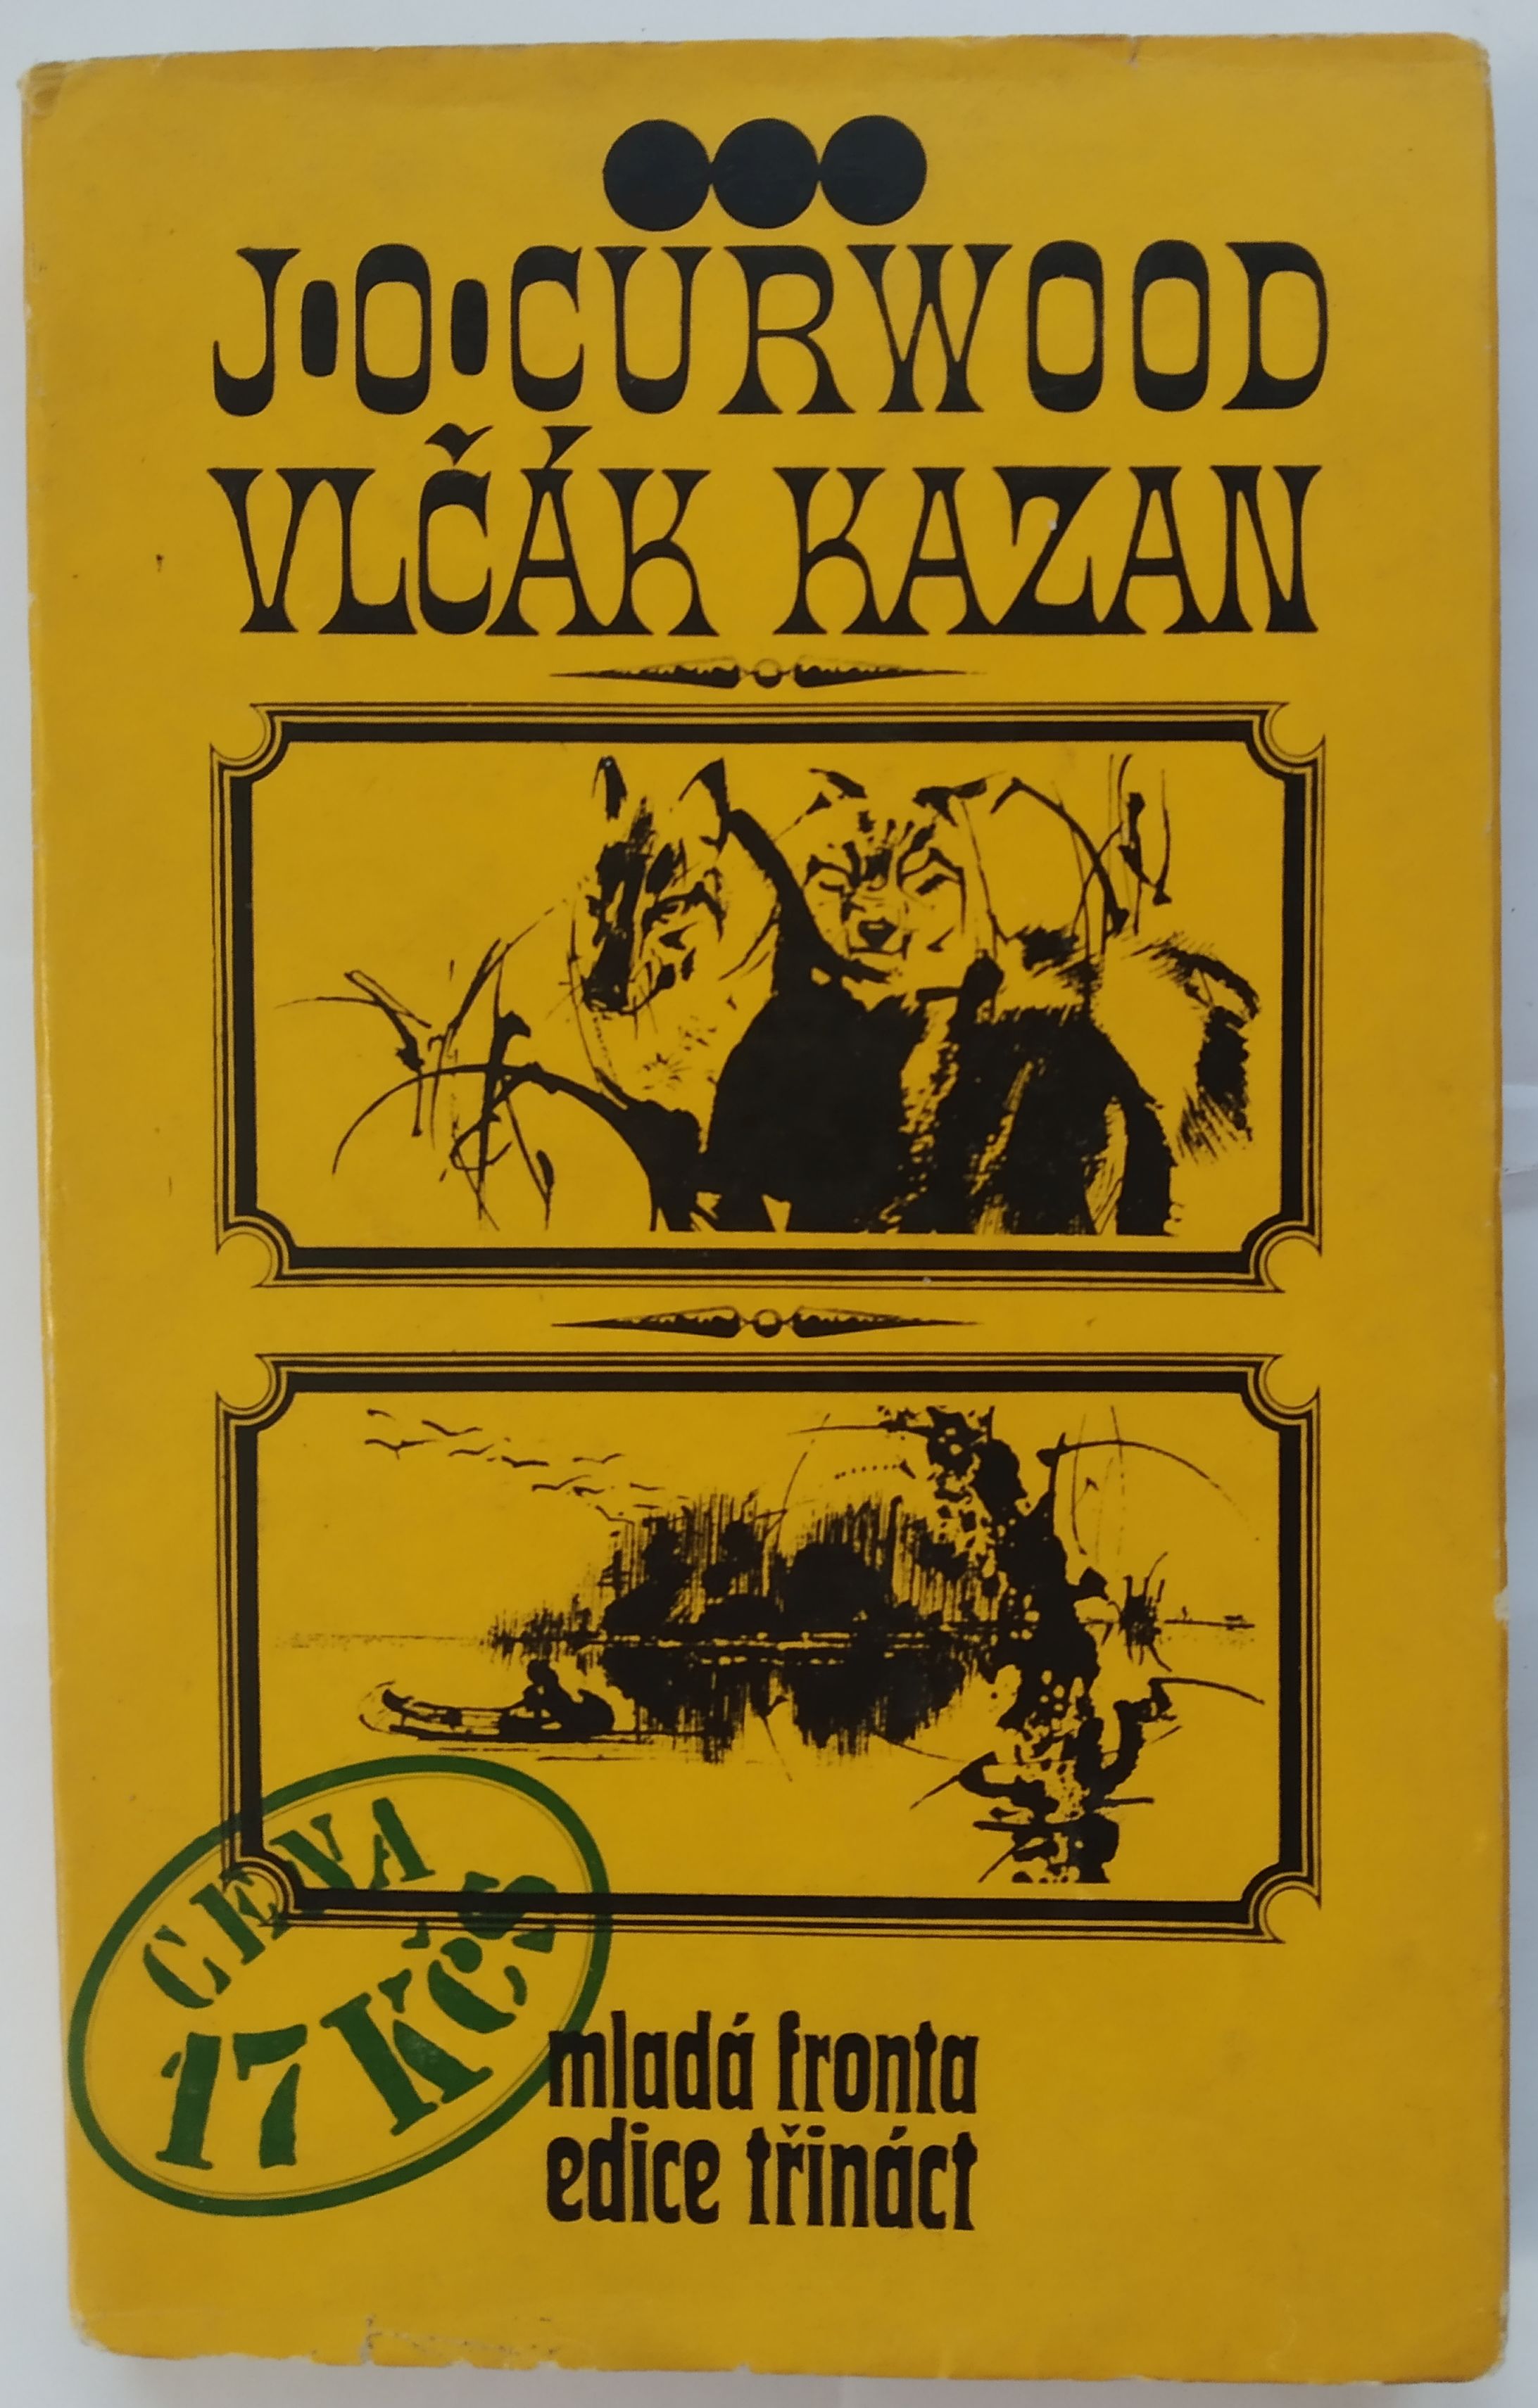 J·O·CURWOOD
VLČÁK KAZAN
CENA
17 KČS
mladá fronta
edice třináct